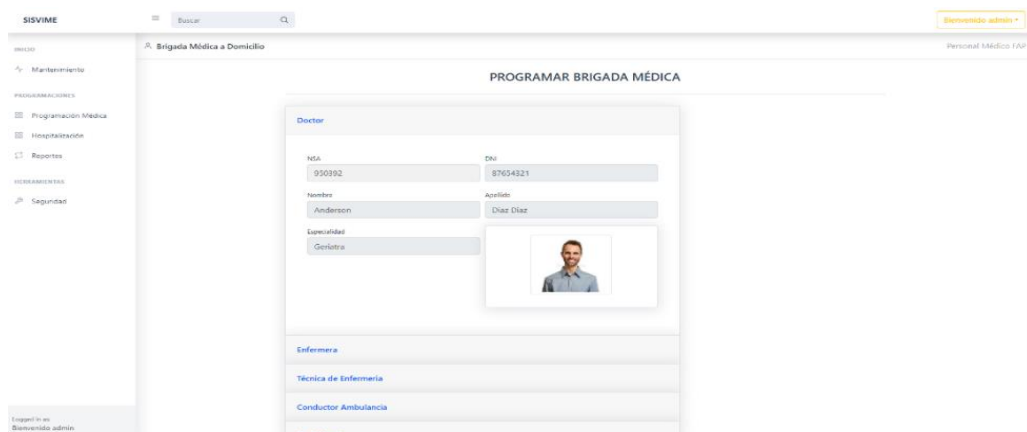 SISVIME
Buscar
Bienvenido admin
INICIO
Mantenimiento
PROGRAMACIONES
Programación Médica
Hospitalización
Reportes
HERRAMIENTAS
Seguridad
Logged in as
Bienvenido admin
Brigada Médica a Domicilio
Personal Médico FAP
PROGRAMAR BRIGADA MÉDICA
Doctor
NSA DNI
950392 87654321
Nombre Apellido
Anderson Diaz Diaz
Especialidad
Geriatra
Enfermera
Técnica de Enfermeria
Conductor Ambulancia